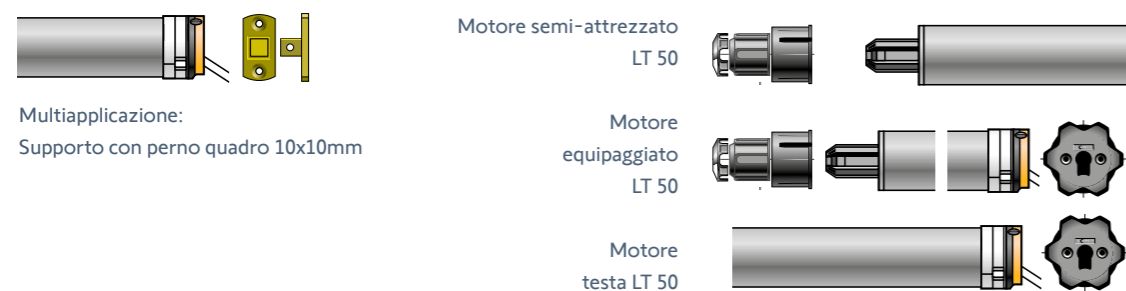 Multiapplicazione:
Supporto con perno quadro 10x10mm
Motore semi-attrezzato
LT 50
Motore
equipaggiato
LT 50
Motore
testa LT 50